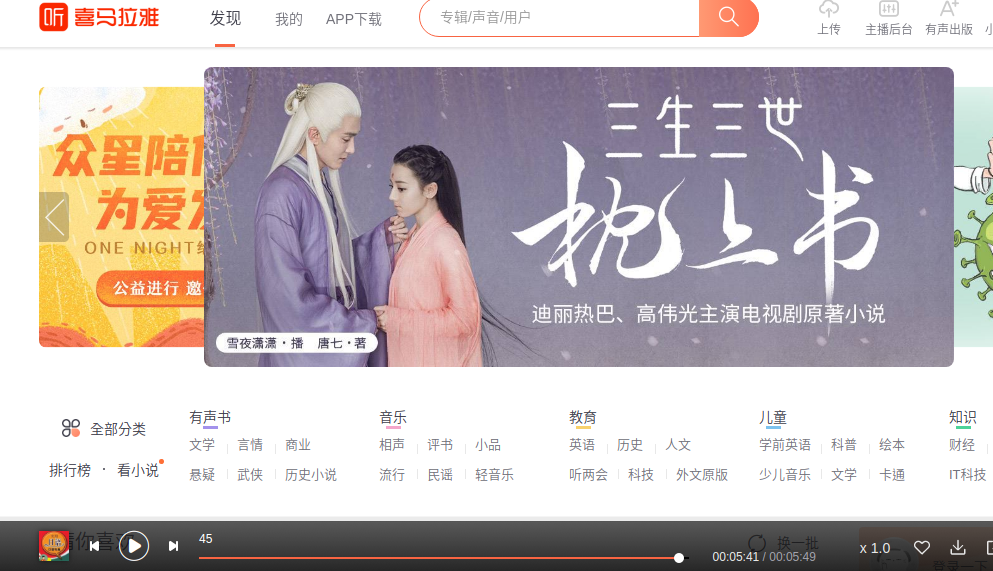 听 喜马拉雅 发现 我的 APP下载 专辑/声音/用户 上传 主播后台 有声出版
众星陪
为爱
ONE NIGHT
公益进行 邀
三生三世
枕上书
迪丽热巴、高伟光主演电视剧原著小说
雪夜潇潇·播 唐七·著
全部分类
排行榜 · 看小说
有声书
文学 言情 商业
悬疑 武侠 历史小说
音乐
相声 评书 小品
流行 民谣 轻音乐
教育
英语 历史 人文
听两会 科技 外文原版
儿童
学前英语 科普 绘本
少儿音乐 文学 卡通
知识
财经
IT科技
猜你喜欢
换一批
45
00:05:41 / 00:05:49
x 1.0